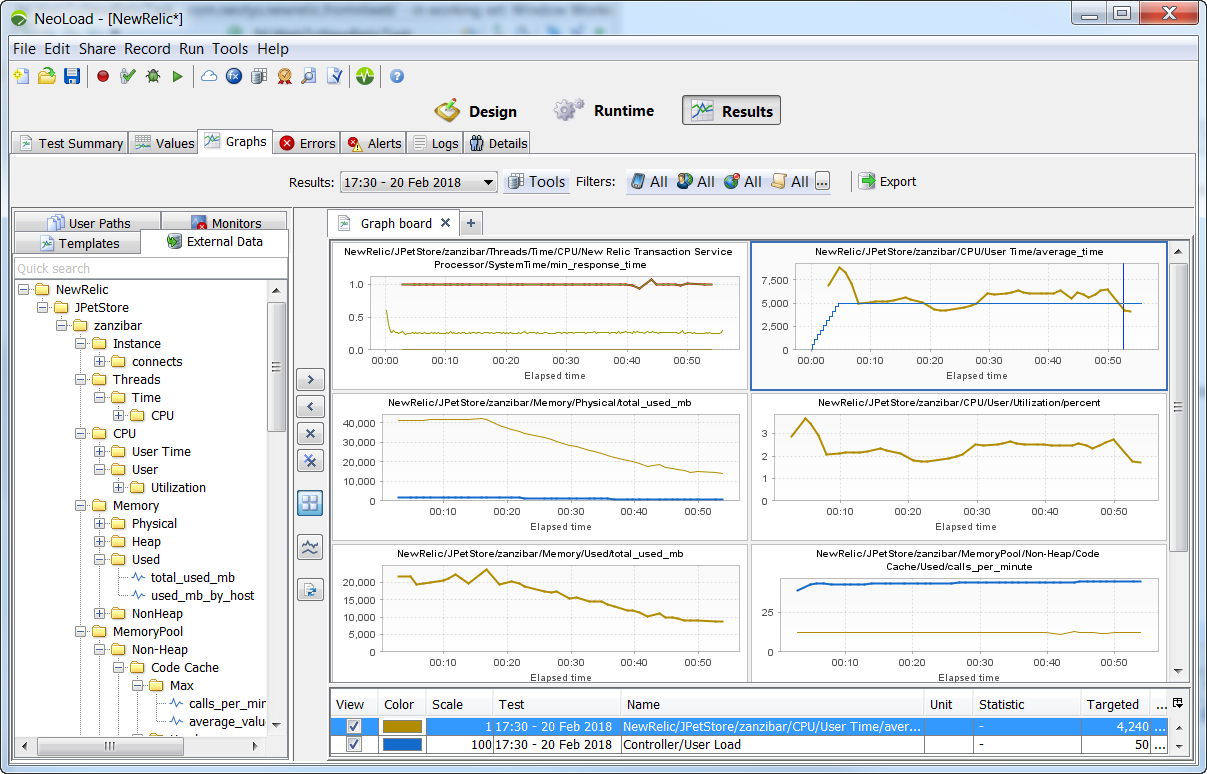 NeoLoad - [NewRelic*]
File Edit Share Record Run Tools Help
Design Runtime Results
Test Summary Values Graphs Errors Alerts Logs Details
Results: 17:30 - 20 Feb 2018 Tools Filters: All All All All ... Export
User Paths Monitors
Templates External Data
Quick search
NewRelic
JPetStore
zanzibar
Instance
connects
Threads
Time
CPU
CPU
User Time
User
Utilization
Memory
Physical
Heap
Used
total_used_mb
used_mb_by_host
NonHeap
MemoryPool
Non-Heap
Code Cache
Max
calls_per_mir
average_valu
Graph board +
NewRelic/JPetStore/zanzibar/Threads/Time/CPU/New Relic Transaction Service
Processor/SystemTime/min_response_time
1.0
0.5
0.0
00:00 00:10 00:20 00:30 00:40 00:50
Elapsed time
NewRelic/JPetStore/zanzibar/CPU/User Time/average_time
7,500
5,000
2,500
0
00:00 00:10 00:20 00:30 00:40 00:50
Elapsed time
NewRelic/JPetStore/zanzibar/Memory/Physical/total_used_mb
40,000
30,000
20,000
10,000
0
00:10 00:20 00:30 00:40 00:50
Elapsed time
NewRelic/JPetStore/zanzibar/CPU/User/Utilization/percent
3
2
1
0
00:10 00:20 00:30 00:40 00:50
Elapsed time
NewRelic/JPetStore/zanzibar/Memory/Used/total_used_mb
20,000
15,000
10,000
5,000
0
00:10 00:20 00:30 00:40 00:50
Elapsed time
NewRelic/JPetStore/zanzibar/MemoryPool/Non-Heap/Code
Cache/Used/calls_per_minute
25
0
00:10 00:20 00:30 00:40 00:50
Elapsed time
View Color Scale Test Name Unit Statistic Targeted ...
1 17:30 - 20 Feb 2018 NewRelic/JPetStore/zanzibar/CPU/User Time/aver... - 4,240 ...
100 17:30 - 20 Feb 2018 Controller/User Load - 50 ...